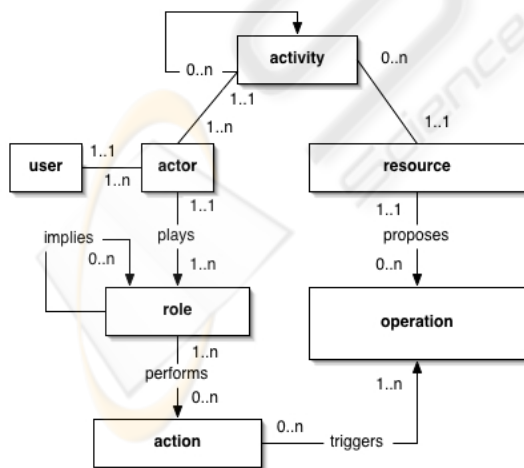 activity
0..n
0..n
1..1
1..n
1..1
user
1..1
1..n
actor
resource
1..1
1..1
implies
plays
proposes
0..n
1..n
0..n
role
operation
1..n
performs
1..n
0..n
action
0..n
triggers
Science